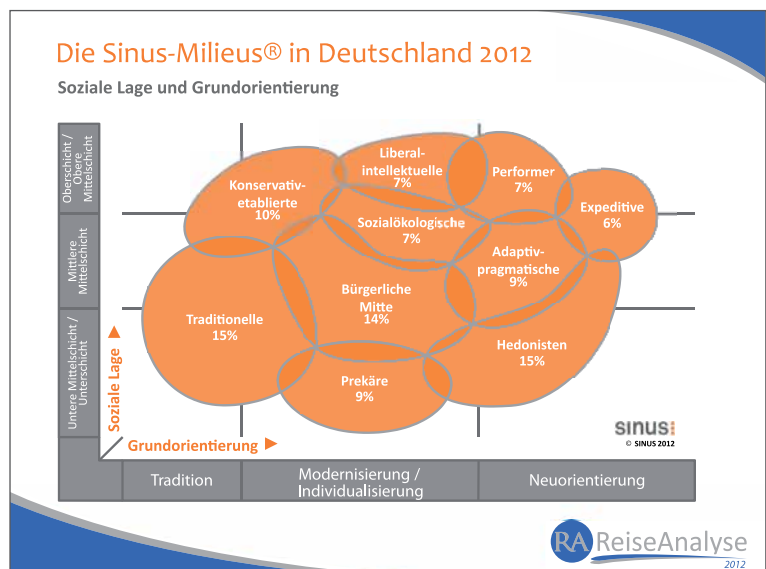 Die Sinus-Milieus® in Deutschland 2012
Soziale Lage und Grundorientierung
Oberschicht /
Obere
Mittelschicht
Mittlere
Mittelschicht
Untere Mittelschicht /
Unterschicht
Soziale Lage
Konservativ-
etablierte
10%
Liberal-
intellektuelle
7%
Performer
7%
Expeditive
6%
Sozialökologische
7%
Adaptiv-
pragmatische
9%
Traditionelle
15%
Bürgerliche
Mitte
14%
Hedonisten
15%
Prekäre
9%
sinus
© SINUS 2012
Grundorientierung
Tradition
Modernisierung /
Individualisierung
Neuorientierung
RA ReiseAnalyse
2012